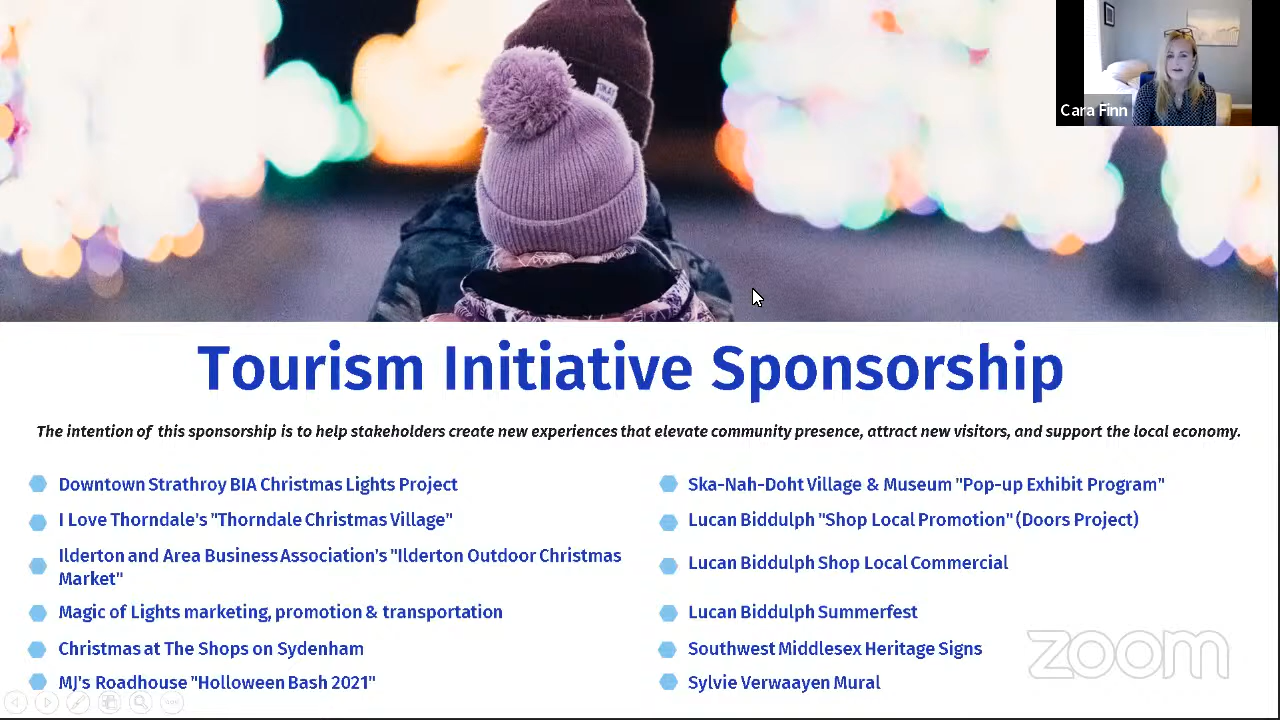 Cara Finn
Tourism Initiative Sponsorship
The intention of this sponsorship is to help stakeholders create new experiences that elevate community presence, attract new visitors, and support the local economy.
Downtown Strathroy BIA Christmas Lights Project
I Love Thorndale's "Thorndale Christmas Village"
Ilderton and Area Business Association's "Ilderton Outdoor Christmas
Market"
Magic of Lights marketing, promotion & transportation
Christmas at The Shops on Sydenham
MJ's Roadhouse "Holloween Bash 2021"
Ska-Nah-Doht Village & Museum "Pop-up Exhibit Program"
Lucan Biddulph "Shop Local Promotion" (Doors Project)
Lucan Biddulph Shop Local Commercial
Lucan Biddulph Summerfest
Southwest Middlesex Heritage Signs
Sylvie Verwaayen Mural
zoom